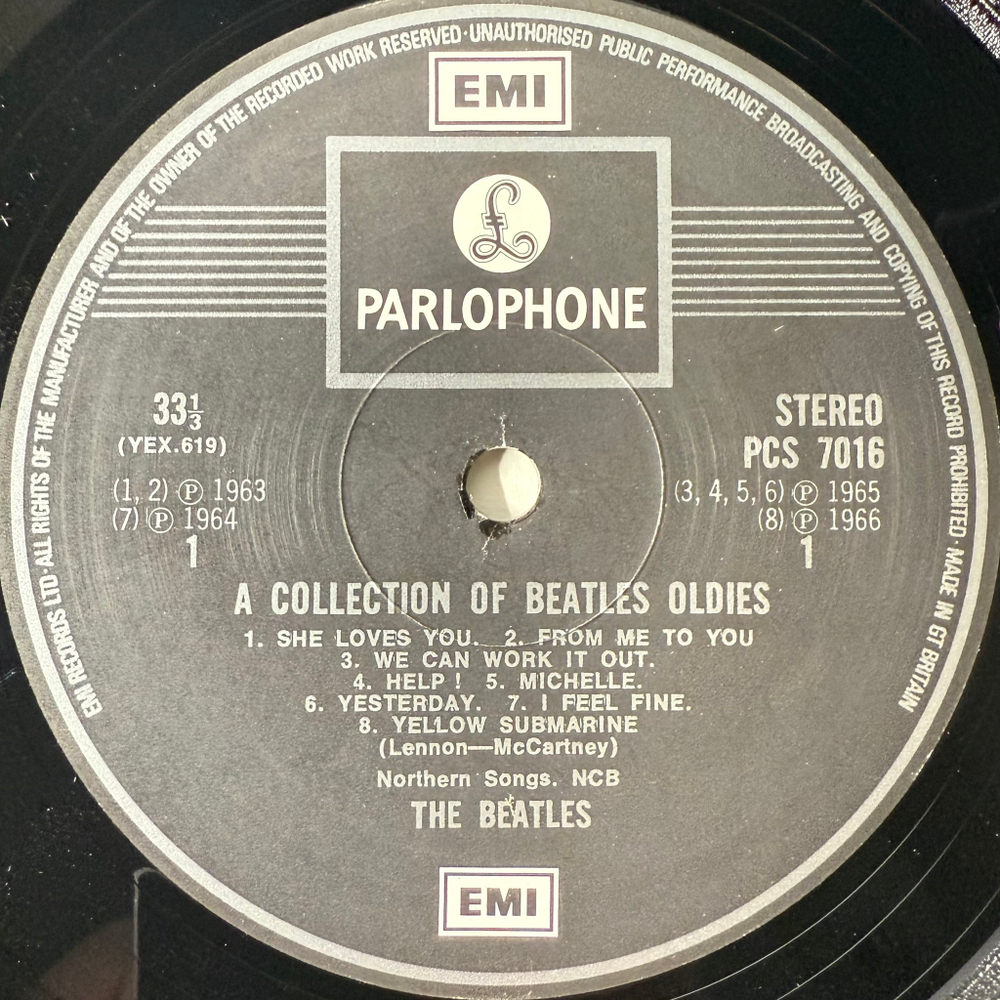 EMI RECORDS LTD·ALL RIGHTS OF THE MANUFACTURER AND OF THE OWNER OF THE RECORDED WORK RESERVED·UNAUTHORISED PUBLIC PERFORMANCE BROADCASTING AND COPYING OF THIS RECORD PROHIBITED·MADE IN GT BRITAIN
EMI
£
PARLOPHONE
33⅓
(YEX.619)
(1, 2) ℗ 1963
(7) ℗ 1964
1
STEREO
PCS 7016
(3, 4, 5, 6) ℗ 1965
(8) ℗ 1966
1
A COLLECTION OF BEATLES OLDIES
1. SHE LOVES YOU. 2. FROM ME TO YOU
3. WE CAN WORK IT OUT.
4. HELP! 5. MICHELLE.
6. YESTERDAY. 7. I FEEL FINE.
8. YELLOW SUBMARINE
(Lennon—McCartney)
Northern Songs. NCB
THE BEATLES
EMI